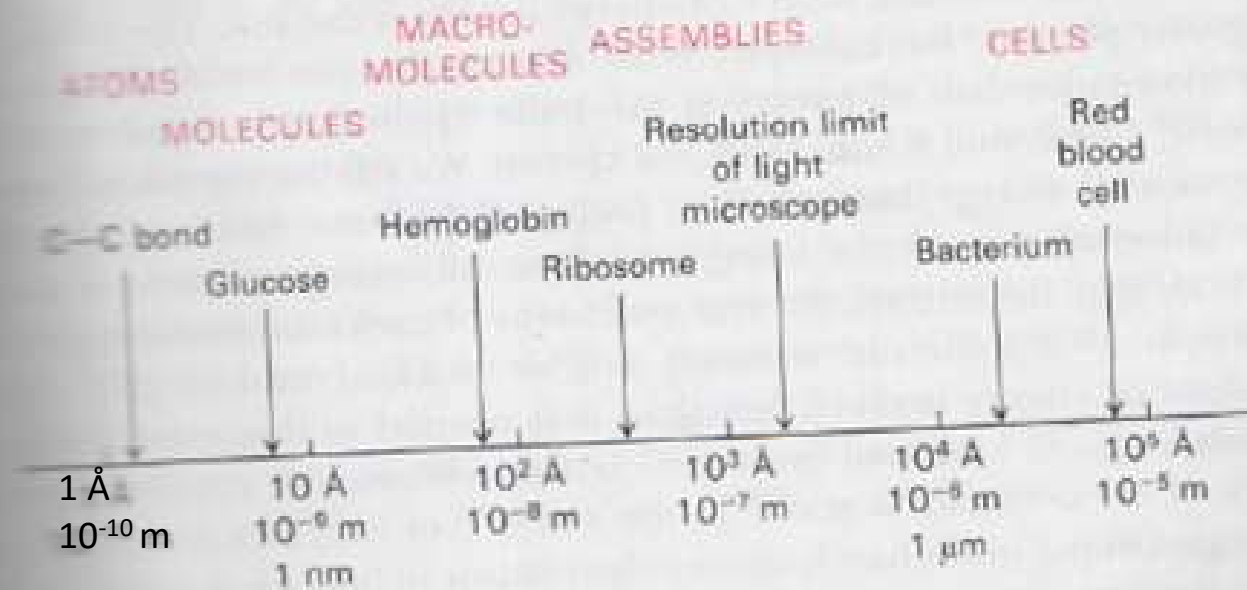 MACRO-
MOLECULES
ASSEMBLIES
CELLS
ATOMS
MOLECULES
C—C bond
Glucose
Hemoglobin
Ribosome
Resolution limit
of light
microscope
Bacterium
Red
blood
cell
1 Å
10⁻¹⁰ m
10 Å
10⁻⁹ m
1 nm
10² Å
10⁻⁸ m
10³ Å
10⁻⁷ m
10⁴ Å
10⁻⁶ m
1 μm
10⁵ Å
10⁻⁵ m